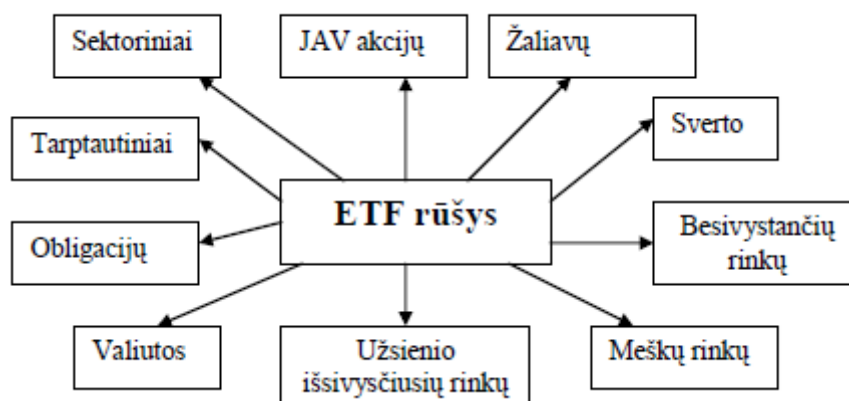 Sektoriniai
JAV akcijų
Žaliavų
Tarptautiniai
Sverto
ETF rūšys
Obligacijų
Besivystančių
rinkų
Valiutos
Užsienio
išsivysčiusių rinkų
Meškų rinkų